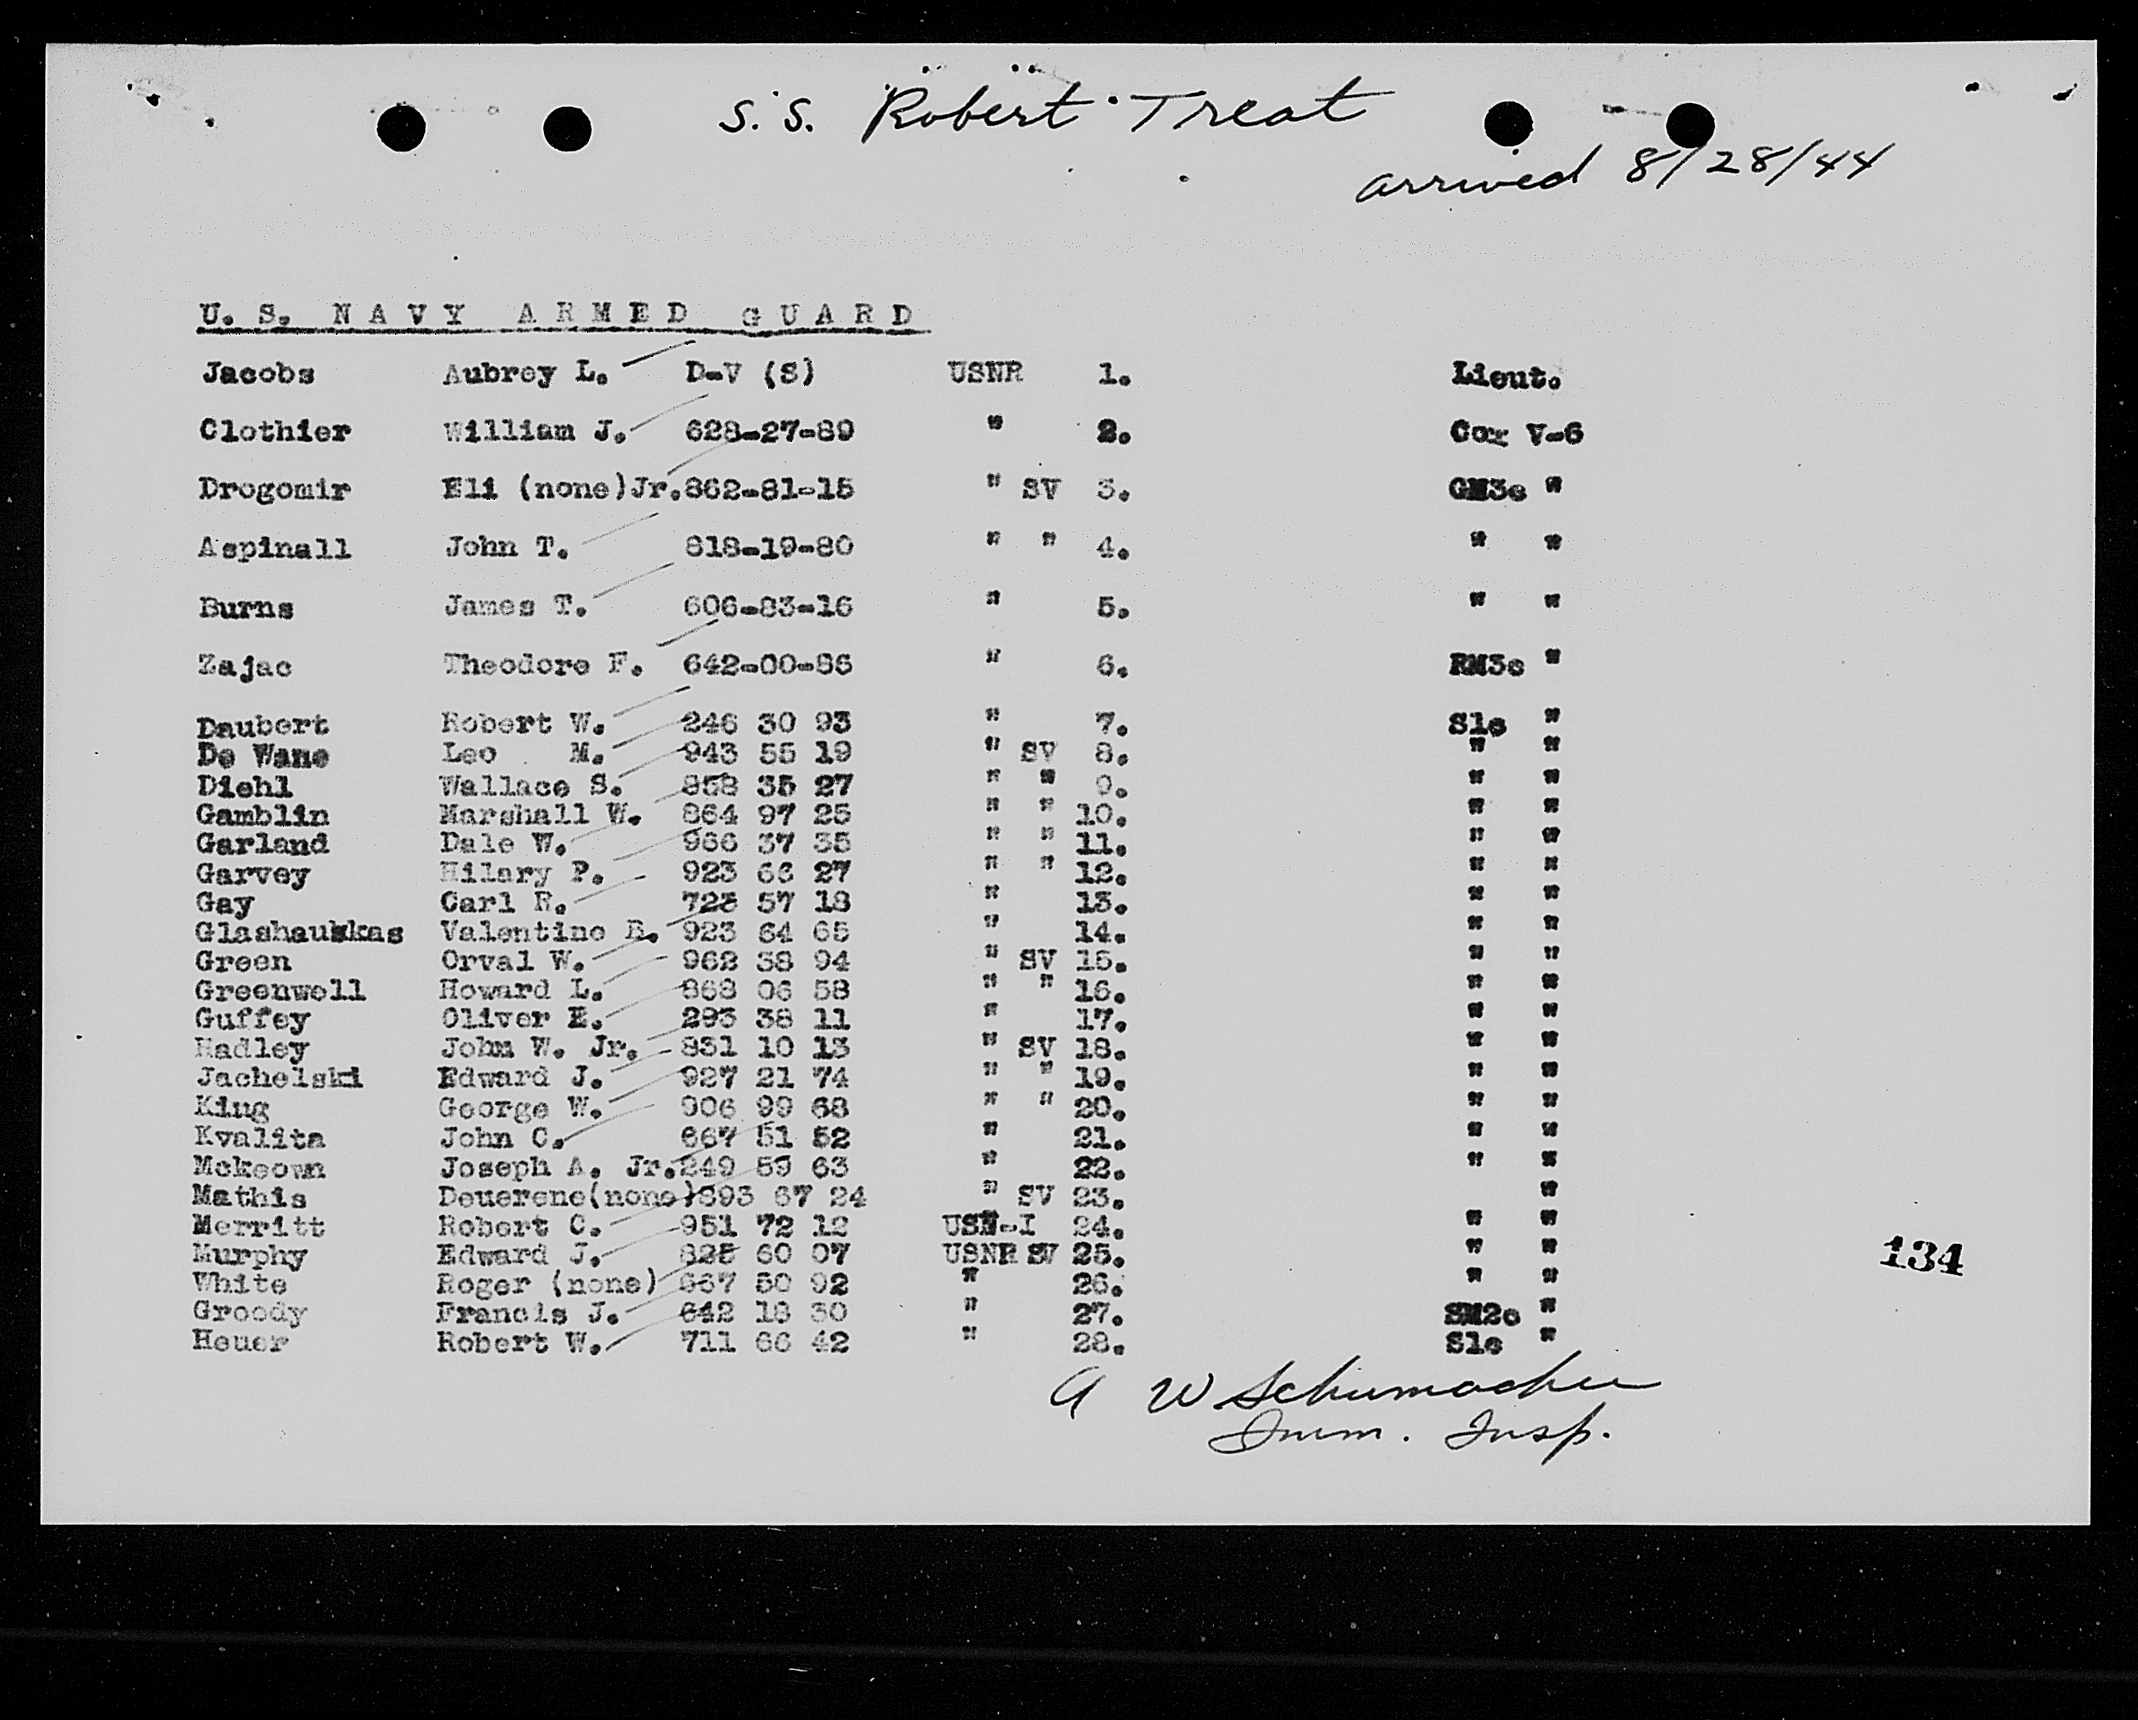 S.S. Robert Treat
arrived 8/28/44
U. S. NAVY ARMED GUARD
Jacobs Aubrey L. D-V (S) USNR 1. Lieut.
Clothier William J. 628-27-89 " 2. Cox V-6
Drogomir Eli (none)Jr. 862-81-15 " SV 3. GM3c "
Aspinall John T. 818-19-80 " " 4. " "
Burns James T. 606-83-16 " 5. " "
Zajac Theodore F. 642-00-86 " 6. RM3c "
Daubert Robert W. 246 30 93 " 7. S1c "
De Wane Leo M. 943 55 19 " SV 8. " "
Diehl Wallace S. 858 35 27 " " 9. " "
Gamblin Marshall W. 864 97 25 " " 10. " "
Garland Dale W. 966 37 35 " " 11. " "
Garvey Hilary P. 923 66 27 " " 12. " "
Gay Carl R. 725 57 18 " 13. " "
Glashaukkas Valentine B. 923 64 65 " 14. " "
Green Orval W. 962 38 94 " SV 15. " "
Greenwell Howard L. 868 06 58 " " 16. " "
Guffey Oliver E. 293 38 11 " 17. " "
Hadley John W. Jr. 831 10 13 " SV 18. " "
Jachelski Edward J. 927 21 74 " " 19. " "
King George W. 906 99 68 " " 20. " "
Kvalita John C. 667 51 52 " 21. " "
Mckeown Joseph A. Jr. 249 59 63 " 22. " "
Mathis Deuerene(none) 893 67 24 " SV 23. "
Merritt Robert C. 951 72 12 USN-I 24. " "
Murphy Edward J. 825 60 07 USNR SV 25. " "
134
White Roger (none) 667 50 92 " 26. " "
Groody Francis J. 642 18 30 " 27. SM2c "
Heuer Robert W. 711 66 42 " 28. S1c "
A W Schumacher
Imm. Insp.